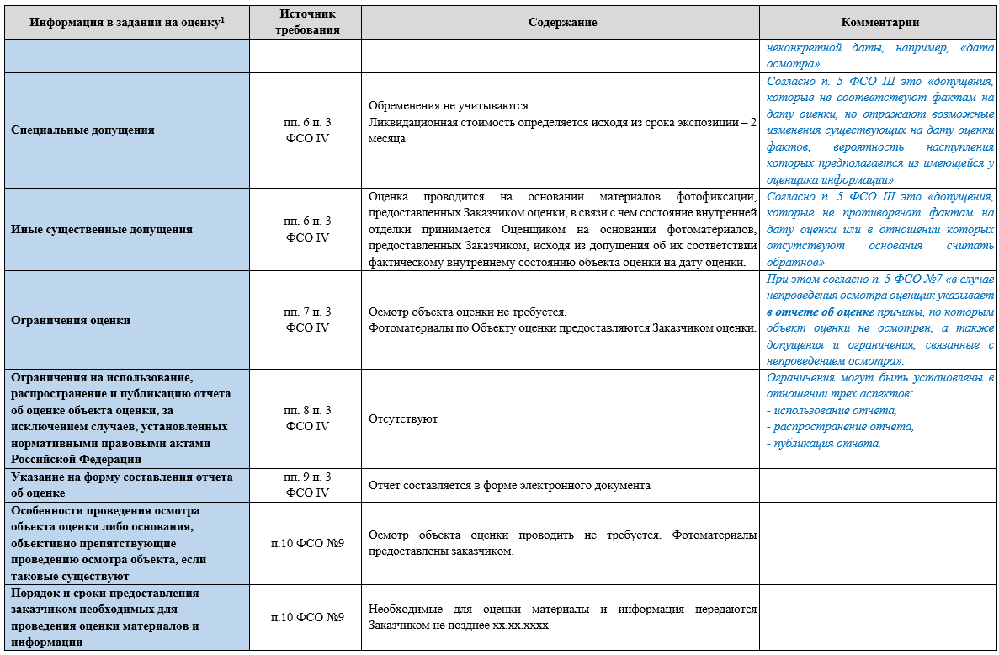 Информация в задании на оценку¹
Источник
требования
Содержание
Комментарии
неконкретной даты, например, «дата
осмотра».
Специальные допущения
пп. 6 п. 3
ФСО IV
Обременения не учитываются
Ликвидационная стоимость определяется исходя из срока экспозиции – 2
месяца
Согласно п. 5 ФСО III это «допущения,
которые не соответствуют фактам на
дату оценки, но отражают возможные
изменения существующих на дату оценки
фактов, вероятность наступления
которых предполагается из имеющейся у
оценщика информации»
Иные существенные допущения
пп. 6 п. 3
ФСО IV
Оценка проводится на основании материалов фотофиксации,
предоставленных Заказчиком оценки, в связи с чем состояние внутренней
отделки принимается Оценщиком на основании фотоматериалов,
предоставленных Заказчиком, исходя из допущения об их соответствии
фактическому внутреннему состоянию объекта оценки на дату оценки.
Согласно п. 5 ФСО III это «допущения,
которые не противоречат фактам на
дату оценки или в отношении которых
отсутствуют основания считать
обратное»
Ограничения оценки
пп. 7 п. 3
ФСО IV
Осмотр объекта оценки не требуется.
Фотоматериалы по Объекту оценки предоставляются Заказчиком оценки.
При этом согласно п. 5 ФСО №7 «в случае
непроведения осмотра оценщик указывает
в отчете об оценке причины, по которым
объект оценки не осмотрен, а также
допущения и ограничения, связанные с
непроведением осмотра».
Ограничения на использование,
распространение и публикацию отчета
об оценке объекта оценки, за
исключением случаев, установленных
нормативными правовыми актами
Российской Федерации
пп. 8 п. 3
ФСО IV
Отсутствуют
Ограничения могут быть установлены в
отношении трех аспектов:
- использование отчета,
- распространение отчета,
- публикация отчета.
Указание на форму составления отчета
об оценке
пп. 9 п. 3
ФСО IV
Отчет составляется в форме электронного документа
Особенности проведения осмотра
объекта оценки либо основания,
объективно препятствующие
проведению осмотра объекта, если
таковые существуют
п.10 ФСО №9
Осмотр объекта оценки проводить не требуется. Фотоматериалы
предоставлены заказчиком.
Порядок и сроки предоставления
заказчиком необходимых для
проведения оценки материалов и
информации
п.10 ФСО №9
Необходимые для оценки материалы и информация передаются
Заказчиком не позднее хх.хх.хххх